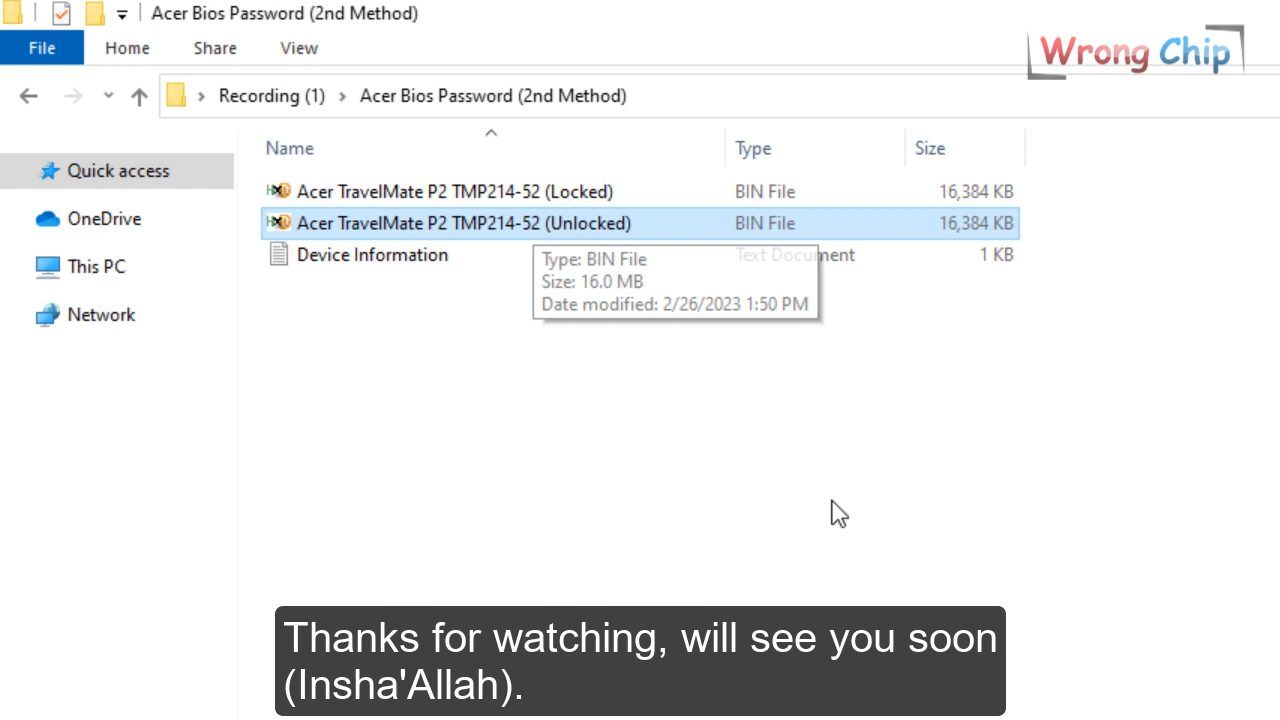 Acer Bios Password (2nd Method)
File Home Share View
Wrong Chip
Recording (1) Acer Bios Password (2nd Method)
Name Type Size
Quick access
Acer TravelMate P2 TMP214-52 (Locked) BIN File 16,384 KB
OneDrive
Acer TravelMate P2 TMP214-52 (Unlocked) BIN File 16,384 KB
This PC
Device Information Text Document 1 KB
Network
Type: BIN File
Size: 16.0 MB
Date modified: 2/26/2023 1:50 PM
Thanks for watching, will see you soon
(Insha'Allah).